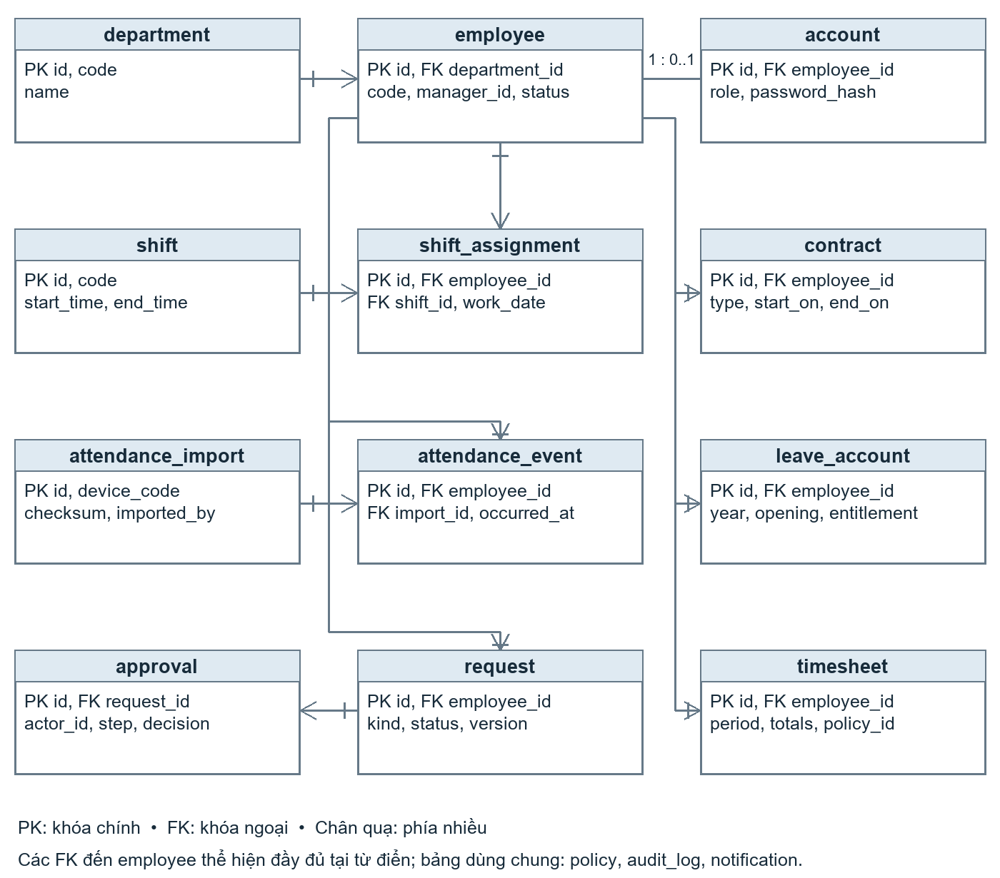 department
PK id, code
name
employee
PK id, FK department_id
code, manager_id, status
1 : 0..1
account
PK id, FK employee_id
role, password_hash
shift
PK id, code
start_time, end_time
shift_assignment
PK id, FK employee_id
FK shift_id, work_date
contract
PK id, FK employee_id
type, start_on, end_on
attendance_import
PK id, device_code
checksum, imported_by
attendance_event
PK id, FK employee_id
FK import_id, occurred_at
leave_account
PK id, FK employee_id
year, opening, entitlement
approval
PK id, FK request_id
actor_id, step, decision
request
PK id, FK employee_id
kind, status, version
timesheet
PK id, FK employee_id
period, totals, policy_id
PK: khóa chính • FK: khóa ngoại • Chân quạ: phía nhiều
Các FK đến employee thể hiện đầy đủ tại từ điển; bảng dùng chung: policy, audit_log, notification.